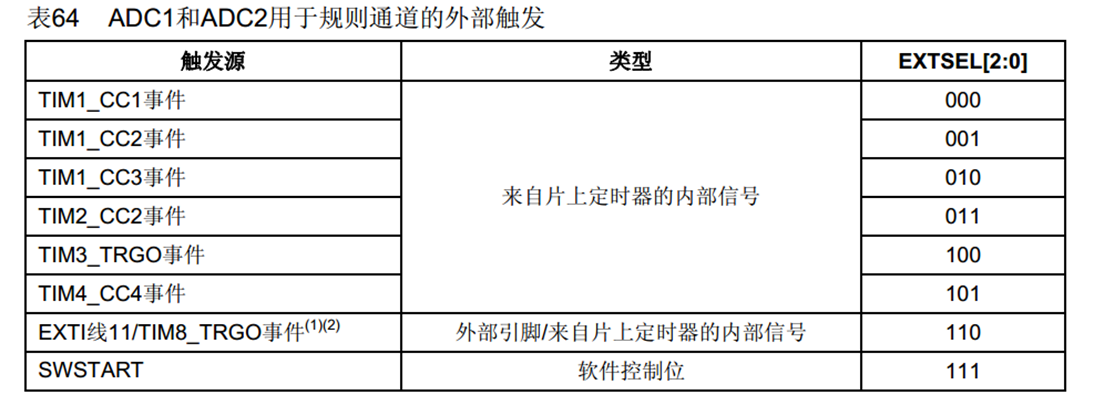 表64 ADC1和ADC2用于规则通道的外部触发
触发源 类型 EXTSEL[2:0]
TIM1_CC1事件 000
TIM1_CC2事件 001
TIM1_CC3事件 010
来自片上定时器的内部信号
TIM2_CC2事件 011
TIM3_TRGO事件 100
TIM4_CC4事件 101
EXTI线11/TIM8_TRGO事件(1)(2) 外部引脚/来自片上定时器的内部信号 110
SWSTART 软件控制位 111